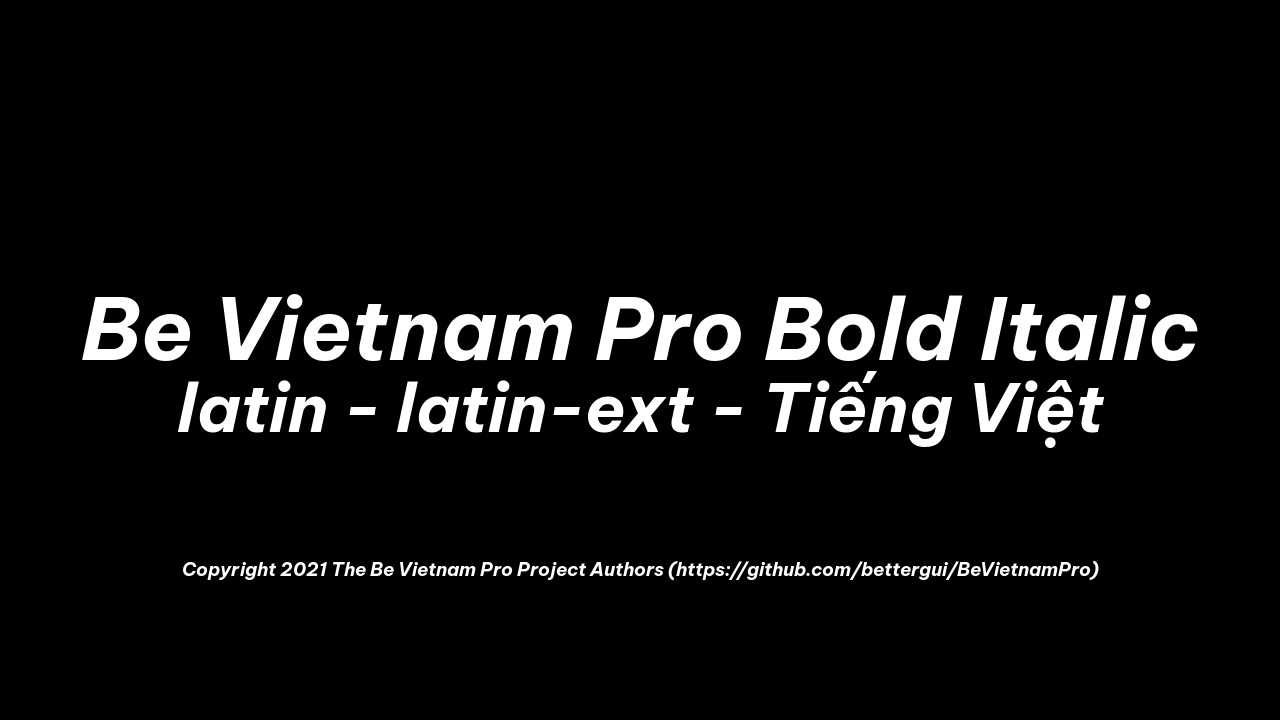 Be Vietnam Pro Bold Italic
latin - latin-ext - Tiếng Việt
Copyright 2021 The Be Vietnam Pro Project Authors (https://github.com/bettergui/BeVietnamPro)